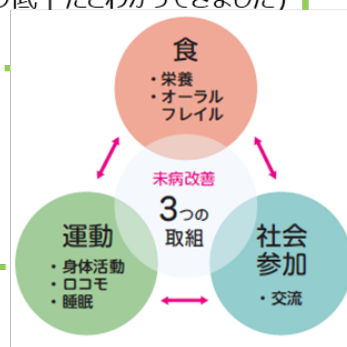 食
・栄養
・オーラル
フレイル
未病改善
3つの
取組
運動
・身体活動
・ロコモ
・睡眠
社会
参加
・交流